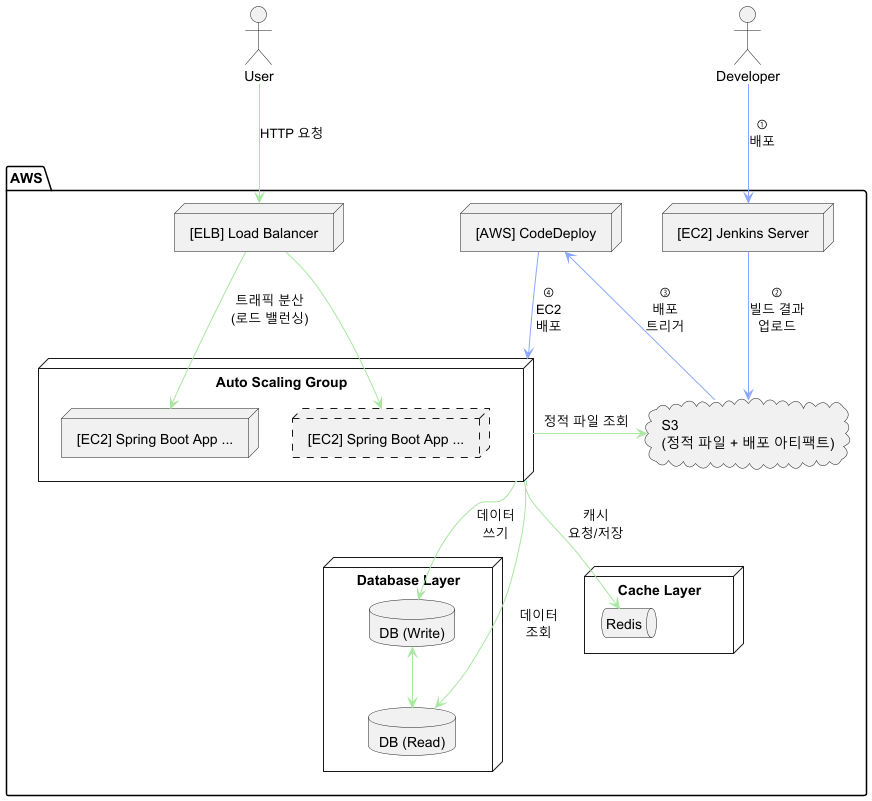 User
Developer
HTTP 요청
①
배포
AWS
[ELB] Load Balancer
[AWS] CodeDeploy
[EC2] Jenkins Server
트래픽 분산
(로드 밸런싱)
④
EC2
배포
③
배포
트리거
②
빌드 결과
업로드
Auto Scaling Group
[EC2] Spring Boot App ...
[EC2] Spring Boot App ...
정적 파일 조회
S3
(정적 파일 + 배포 아티팩트)
데이터
쓰기
캐시
요청/저장
Database Layer
DB (Write)
데이터
조회
Cache Layer
Redis
DB (Read)